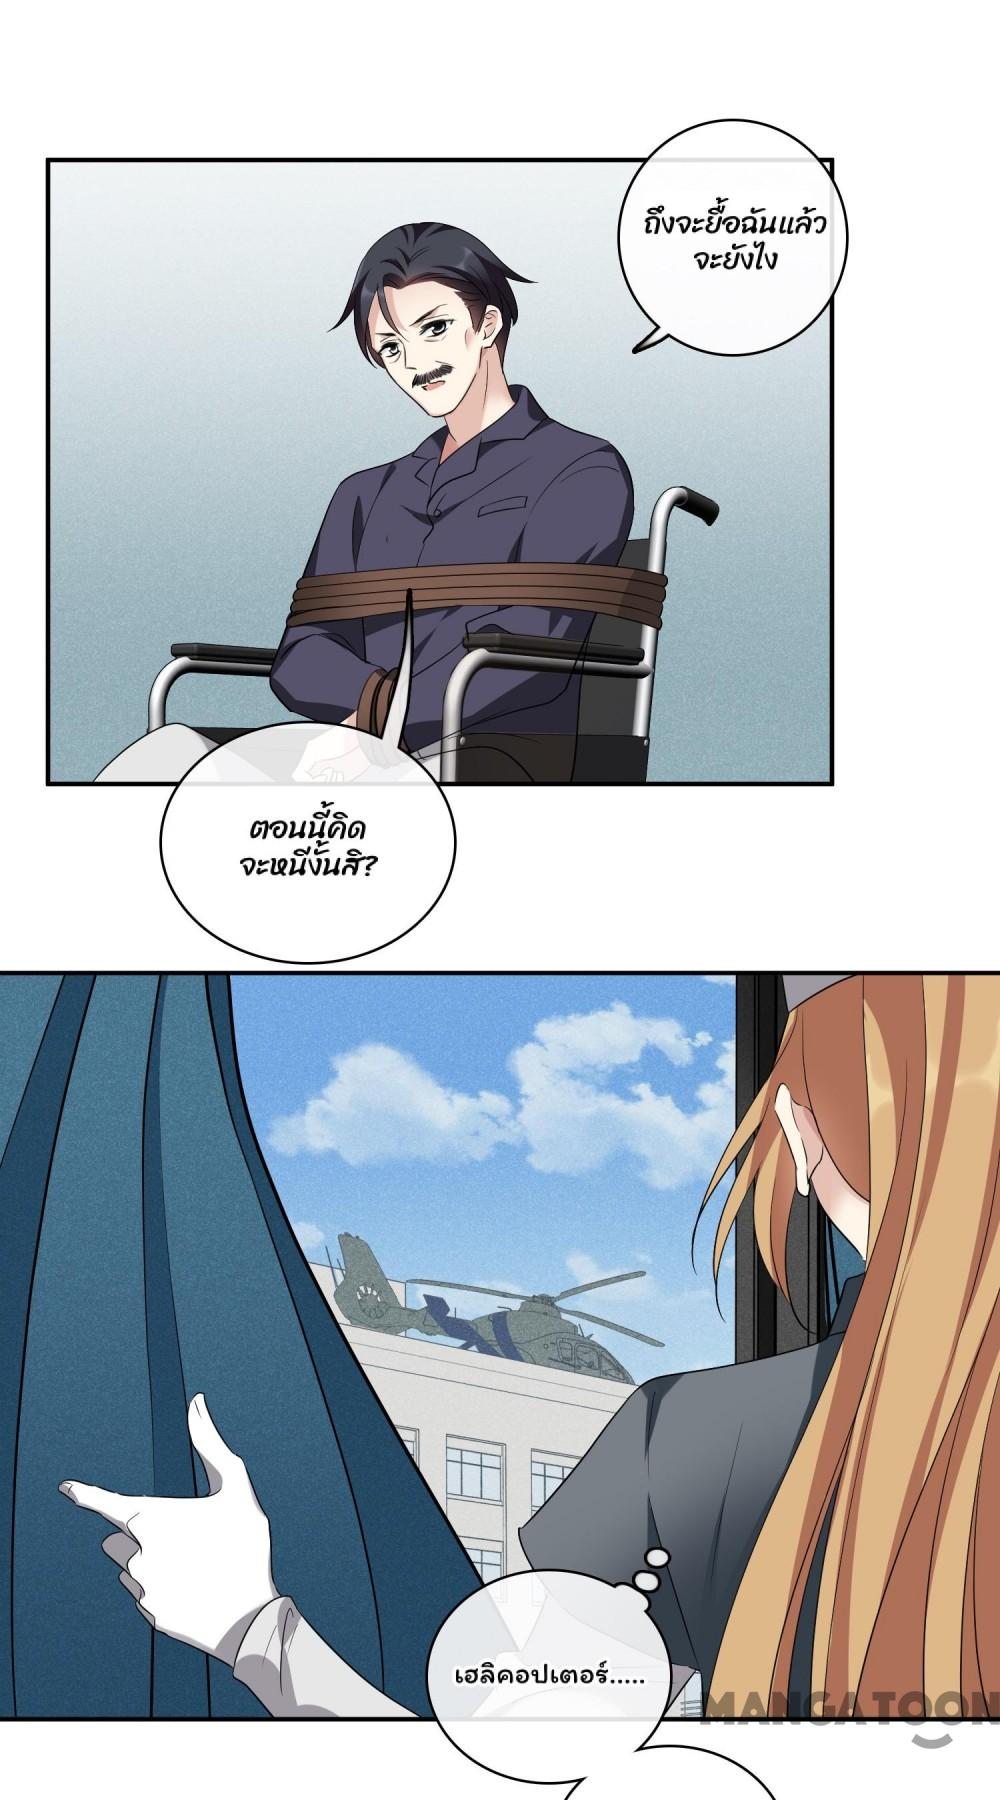 ถึงจะยื้อฉันแล้ว
จะยังไง
ตอนนี้คิด
จะหนีงั้นสิ?
เฮลิคอปเตอร์.....
MANGATOON